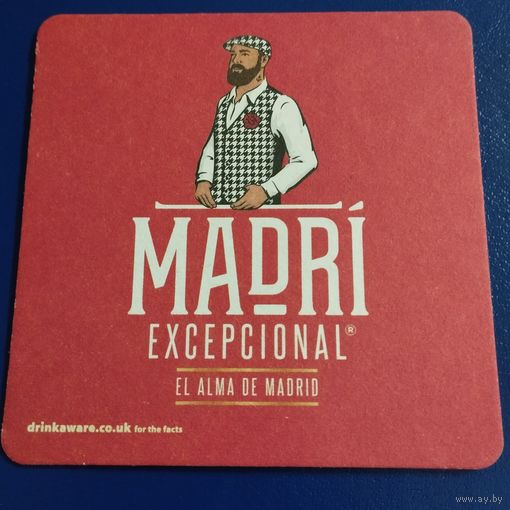 MADRÍ
EXCEPCIONAL®
EL ALMA DE MADRID
drinkaware.co.uk for the facts
www.ay.by